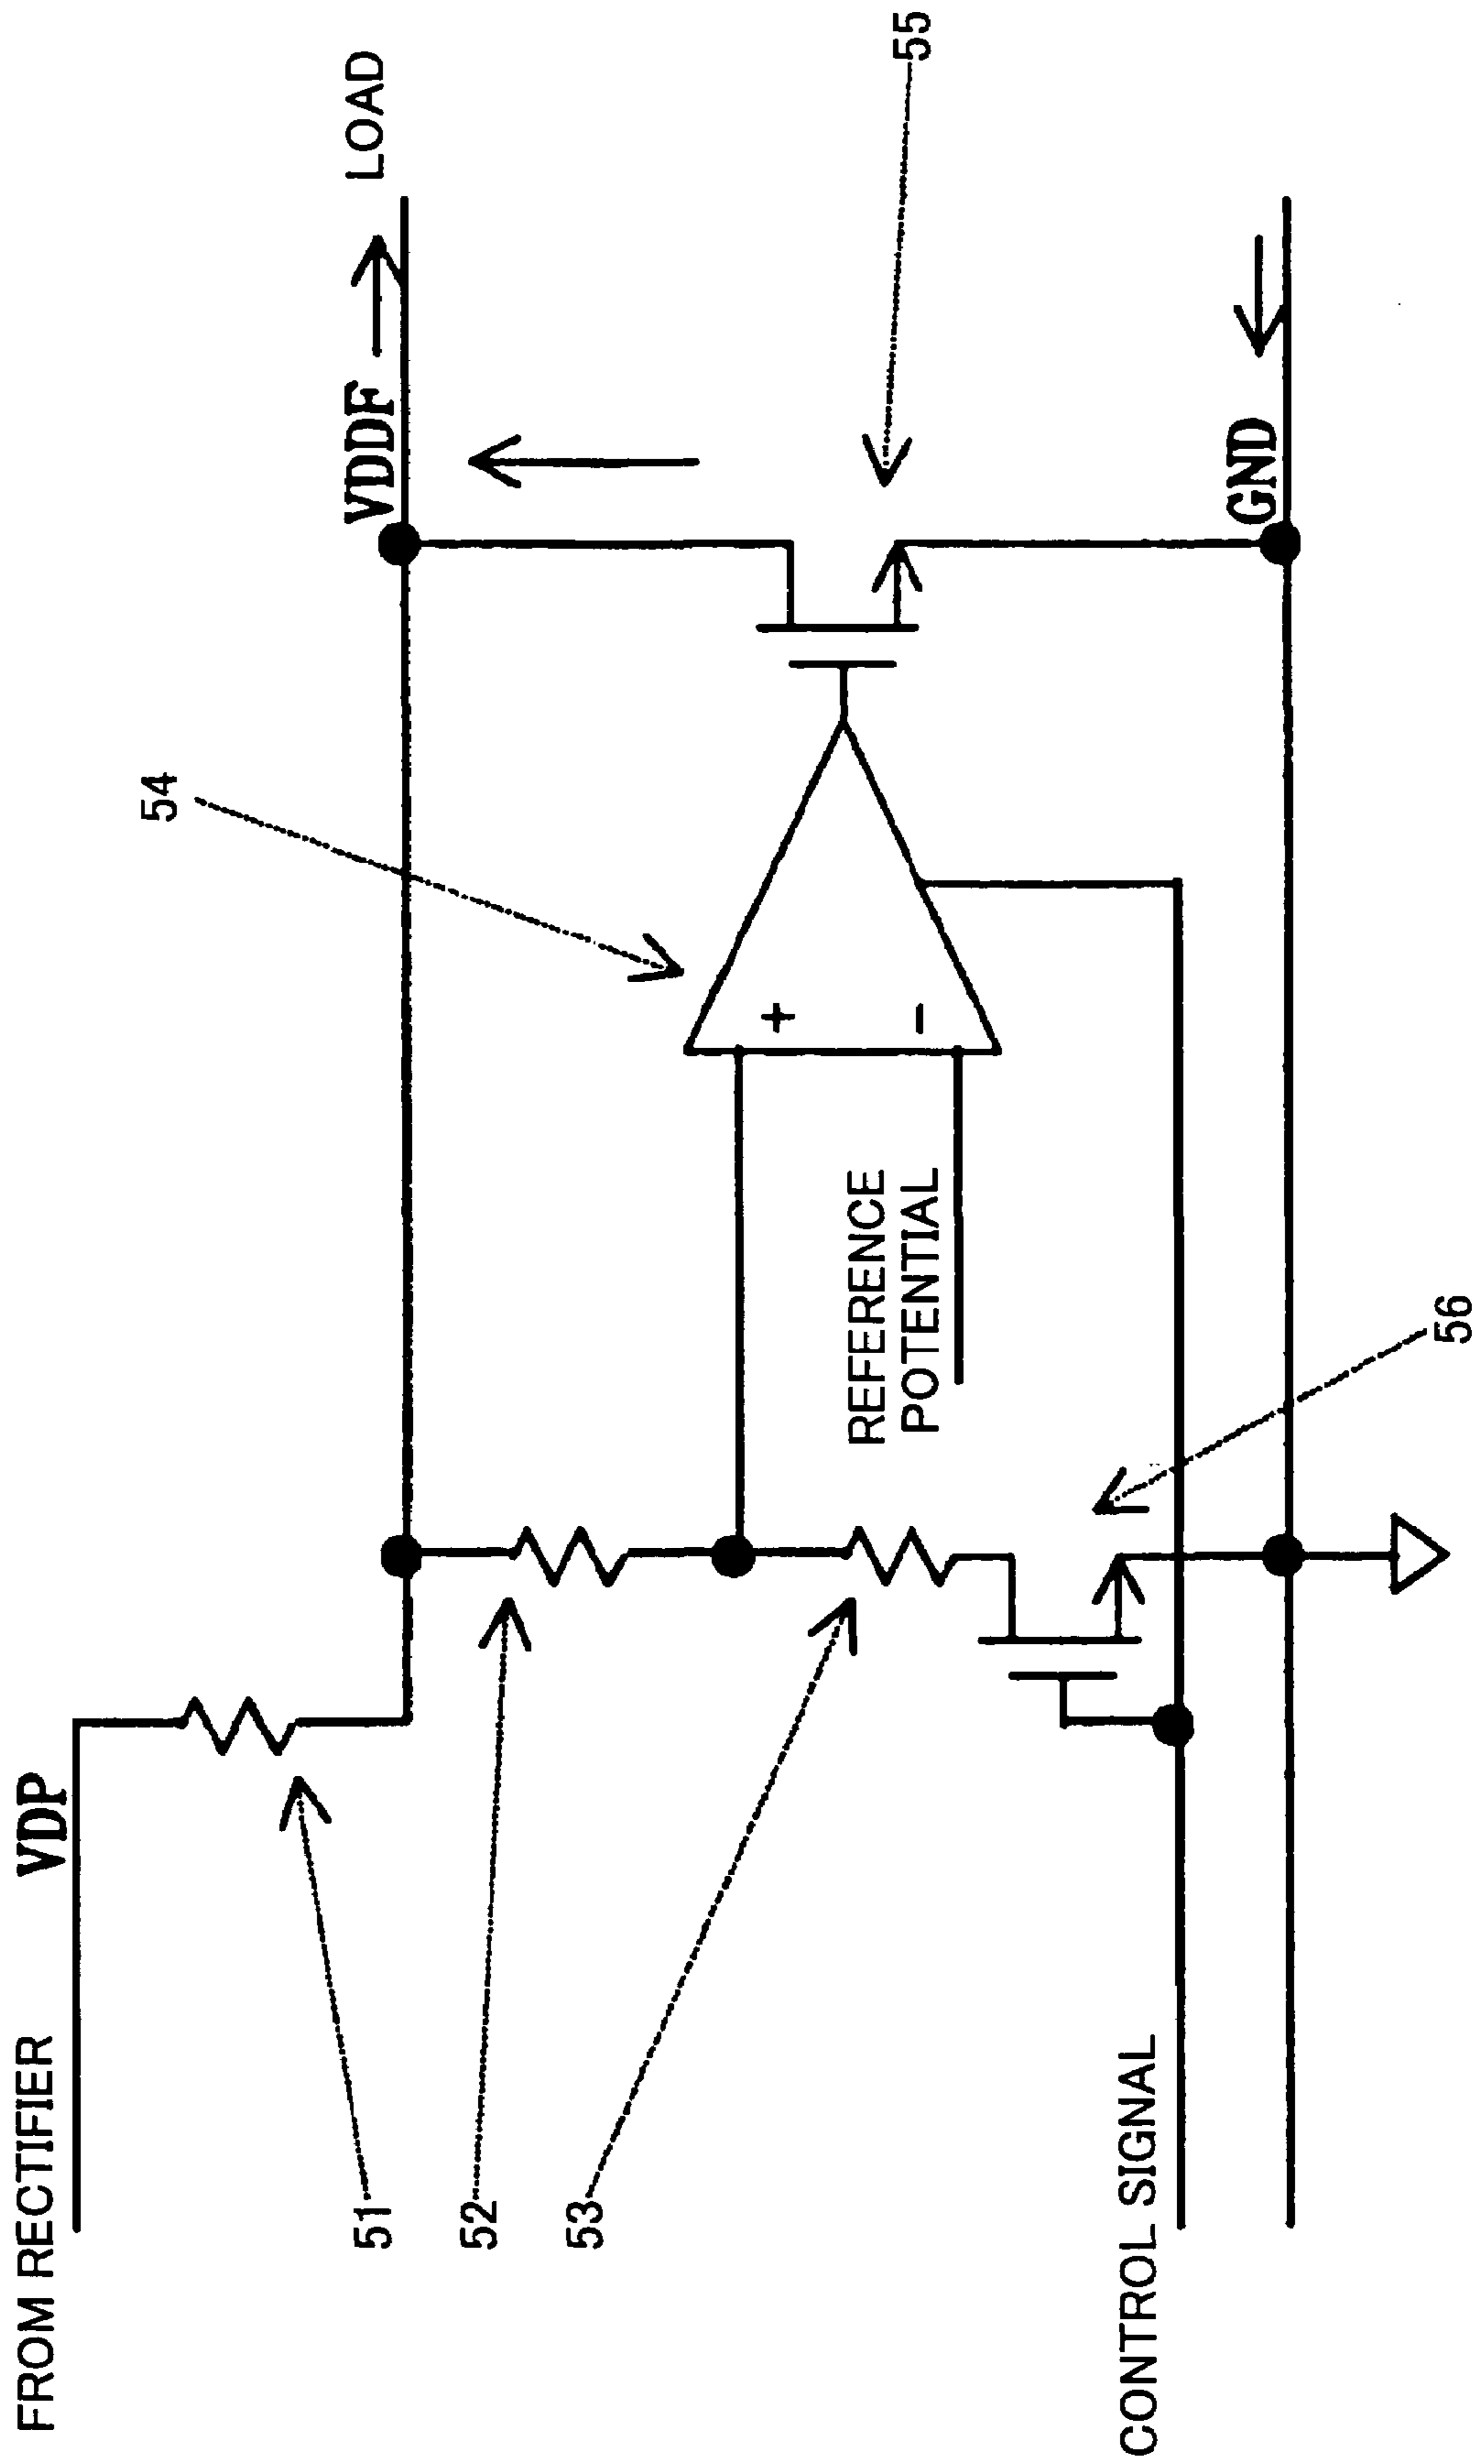 FROM RECTIFIER
VDP
VDDF
LOAD
54
51
52
53
+
-
REFERENCE
POTENTIAL
55
CONTROL SIGNAL
GND
56